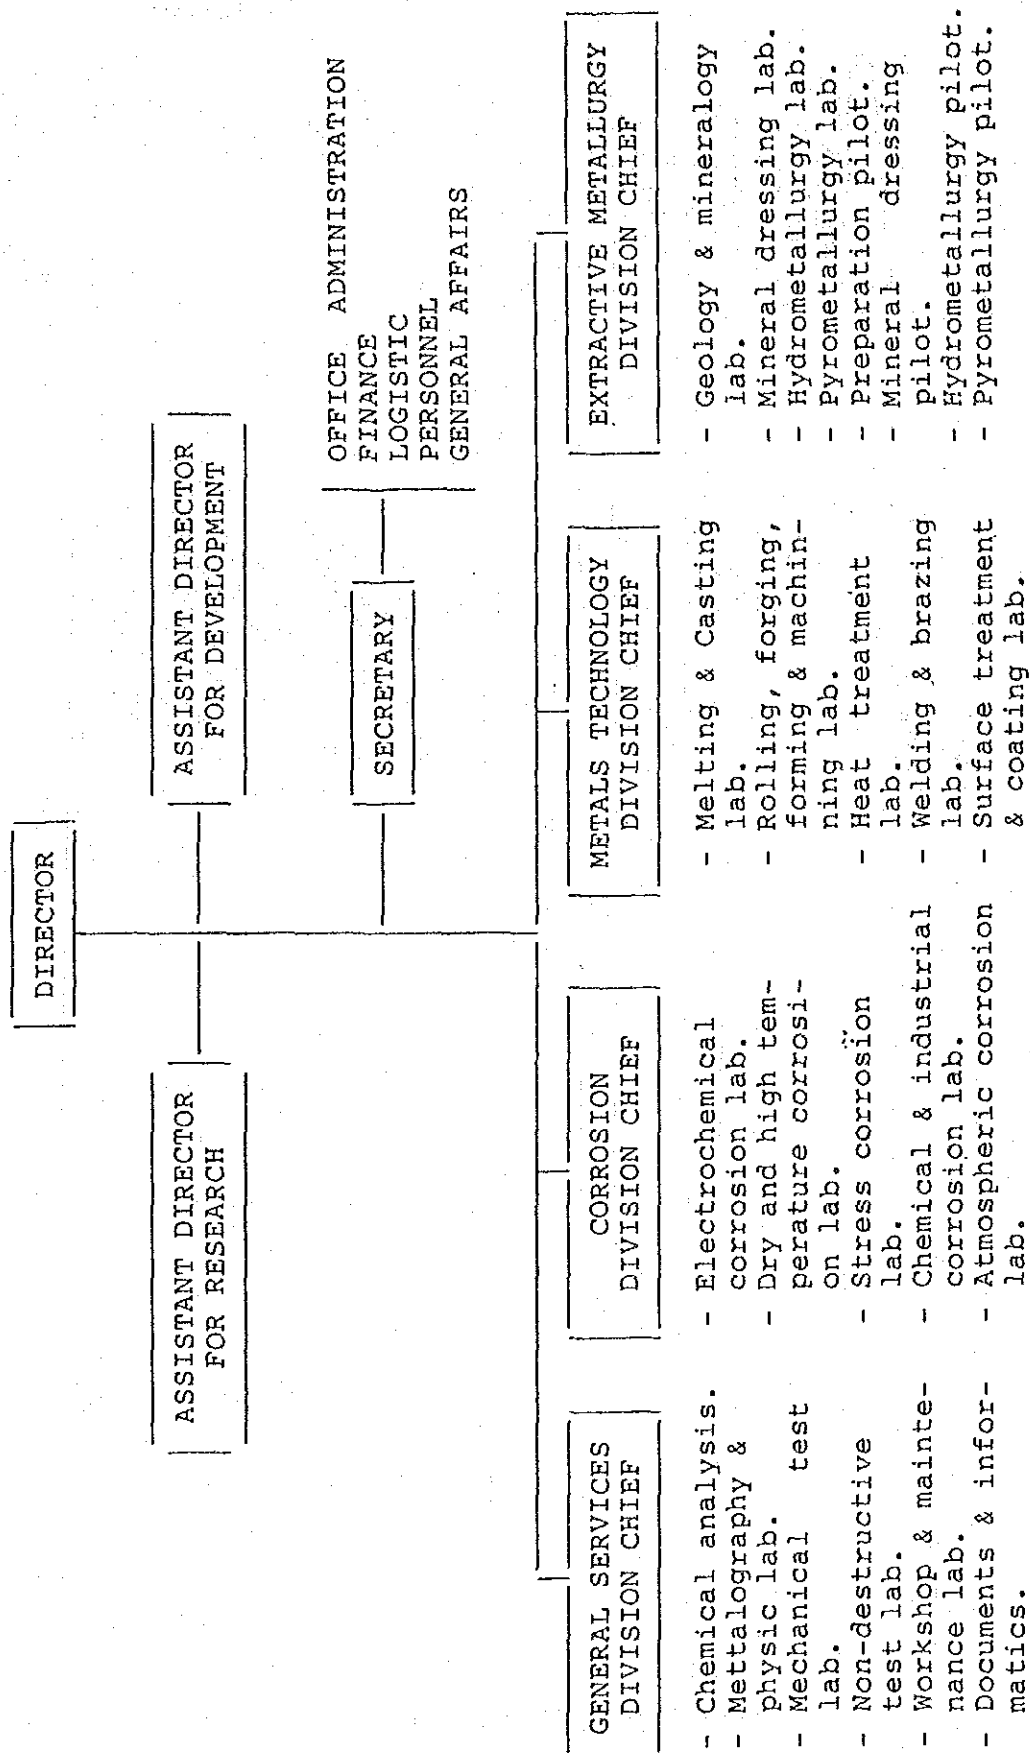 DIRECTOR
ASSISTANT DIRECTOR
FOR RESEARCH
ASSISTANT DIRECTOR
FOR DEVELOPMENT
SECRETARY
OFFICE ADMINISTRATION
FINANCE
LOGISTIC
PERSONNEL
GENERAL AFFAIRS
GENERAL SERVICES
DIVISION CHIEF
- Chemical analysis.
- Mettalography &
physic lab.
- Mechanical test
lab.
- Non-destructive
test lab.
- Workshop & mainte-
nance lab.
- Documents & infor-
matics.
CORROSION
DIVISION CHIEF
- Electrochemical
corrosion lab.
- Dry and high tem-
perature corrosi-
on lab.
- Stress corrosion
lab.
- Chemical & industrial
corrosion lab.
- Atmospheric corrosion
lab.
METALS TECHNOLOGY
DIVISION CHIEF
- Melting & Casting
lab.
- Rolling, forging,
forming & machin-
ning lab.
- Heat treatment
lab.
- Welding & brazing
lab.
- Surface treatment
& coating lab.
EXTRACTIVE METALLURGY
DIVISION CHIEF
- Geology & mineralogy
lab.
- Mineral dressing lab.
- Hydrometallurgy lab.
- Pyrometallurgy lab.
- Preparation pilot.
- Mineral dressing
pilot.
- Hydrometallurgy pilot.
- Pyrometallurgy pilot.